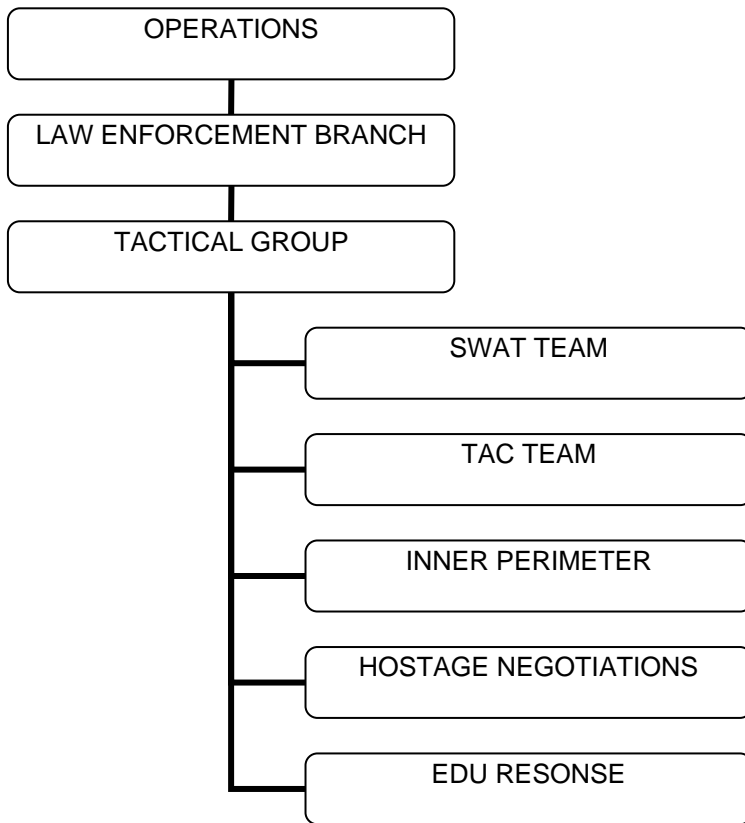 OPERATIONS
LAW ENFORCEMENT BRANCH
TACTICAL GROUP
SWAT TEAM
TAC TEAM
INNER PERIMETER
HOSTAGE NEGOTIATIONS
EDU RESONSE